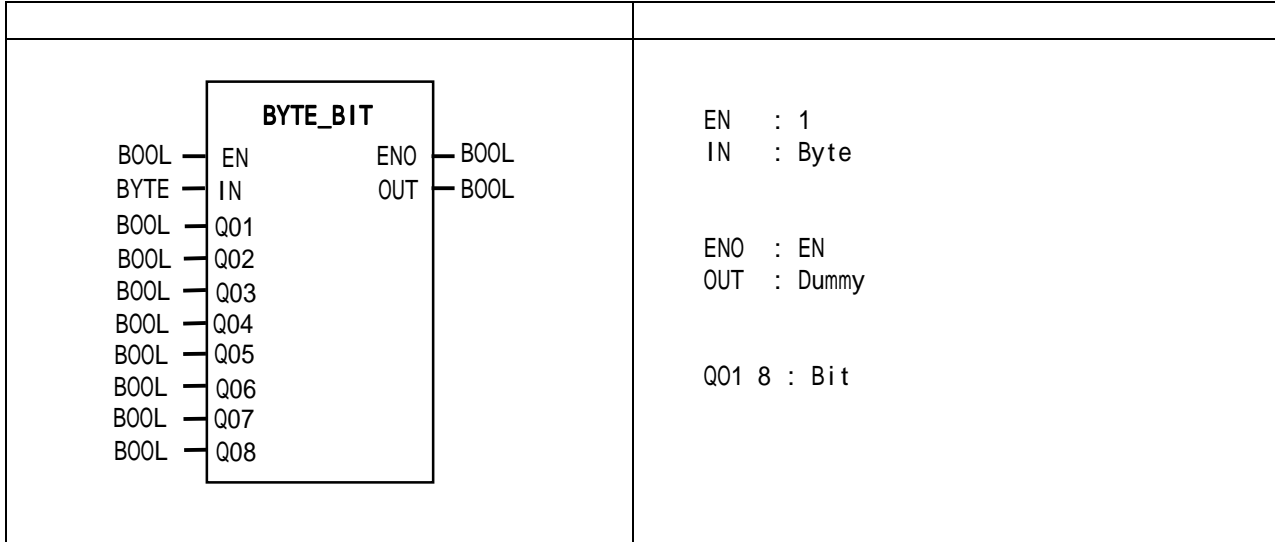 BYTE_BIT
BOOL EN ENO BOOL
BYTE IN OUT BOOL
BOOL Q01
BOOL Q02
BOOL Q03
BOOL Q04
BOOL Q05
BOOL Q06
BOOL Q07
BOOL Q08
EN : 1
IN : Byte
ENO : EN
OUT : Dummy
Q01 8 : Bit